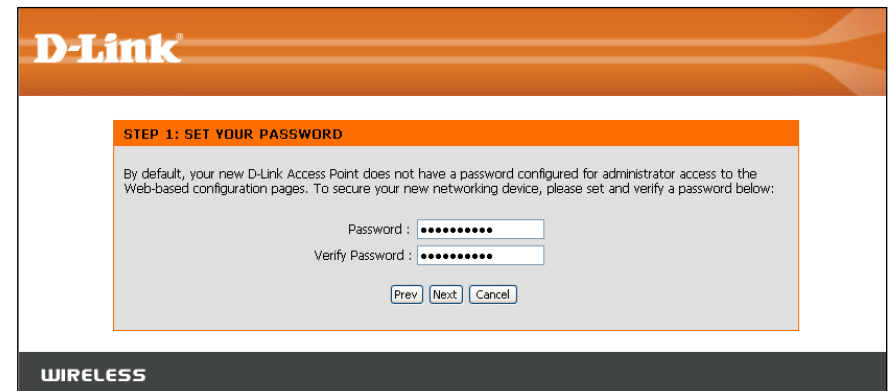 D-Link®
STEP 1: SET YOUR PASSWORD
By default, your new D-Link Access Point does not have a password configured for administrator access to the
Web-based configuration pages. To secure your new networking device, please set and verify a password below:
Password : ●●●●●●●●●●
Verify Password : ●●●●●●●●●●
Prev Next Cancel
WIRELESS